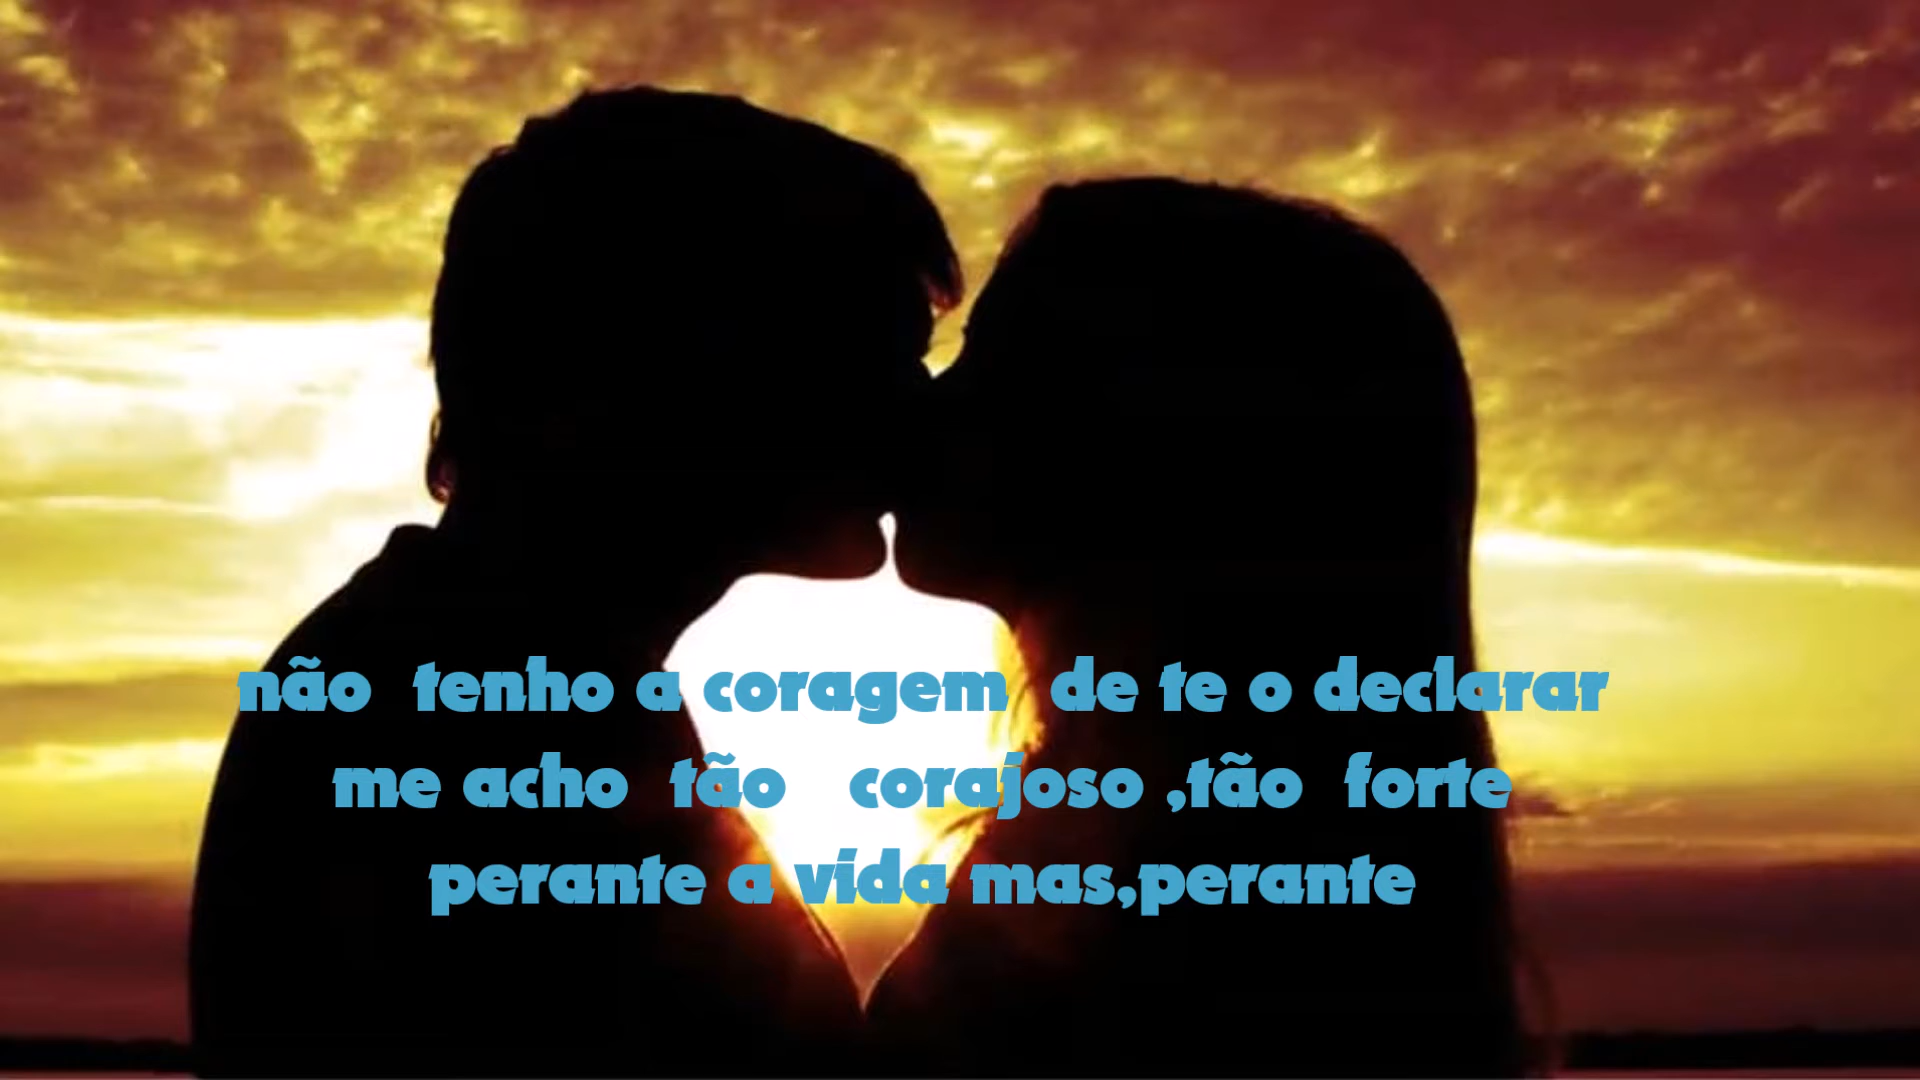 não tenho a coragem de te o declarar
me acho tão corajoso ,tão forte
perante a vida mas,perante